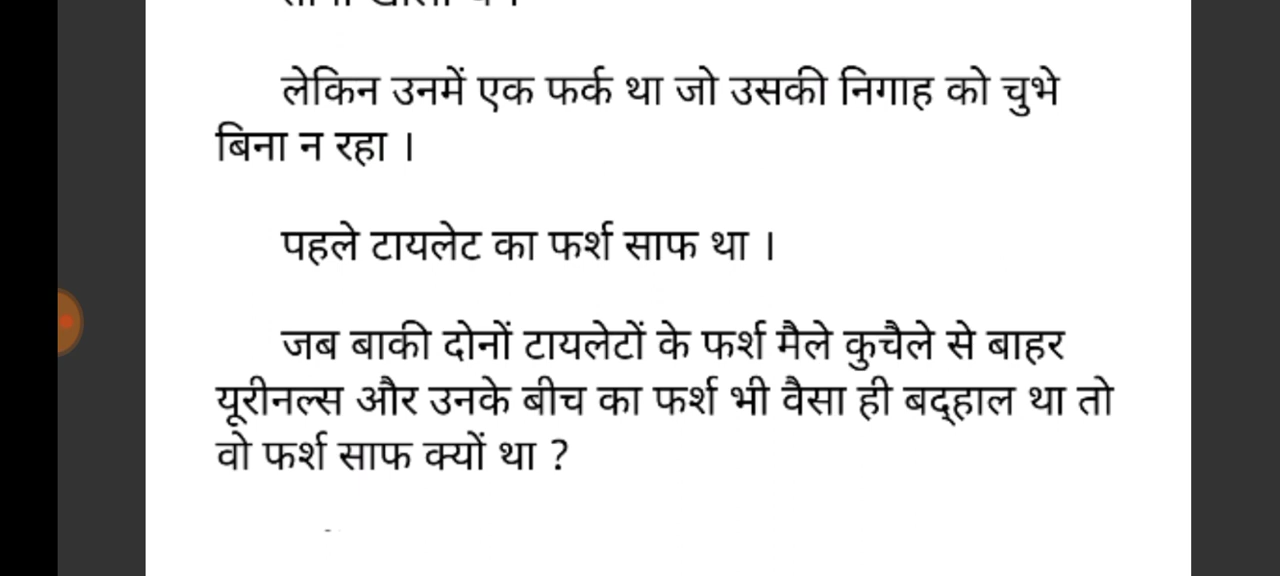 लेकिन उनमें एक फर्क था जो उसकी निगाह को चुभे
बिना न रहा ।
पहले टायलेट का फर्श साफ था ।
जब बाकी दोनों टायलेटों के फर्श मैले कुचैले से बाहर
यूरीनल्स और उनके बीच का फर्श भी वैसा ही बद्हाल था तो
वो फर्श साफ क्यों था ?